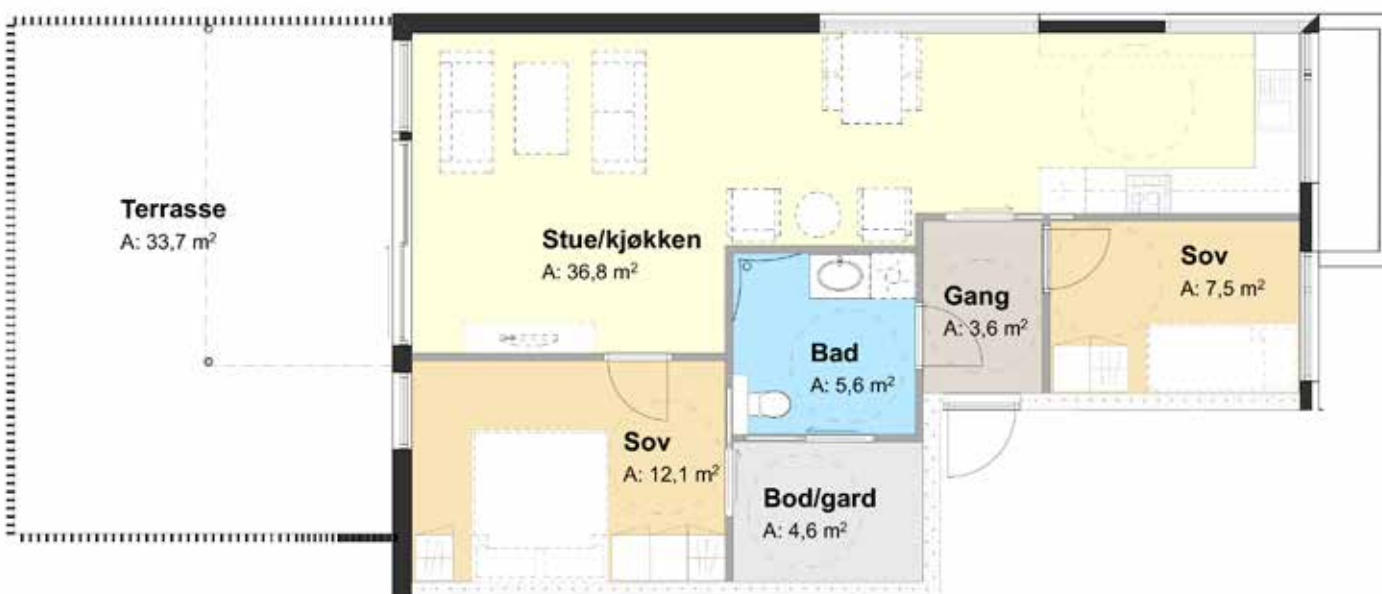 Terrasse
A: 33,7 m²
Stue/kjøkken
A: 36,8 m²
Sov
A: 7,5 m²
Gang
A: 3,6 m²
Bad
A: 5,6 m²
Sov
A: 12,1 m²
Bod/gard
A: 4,6 m²